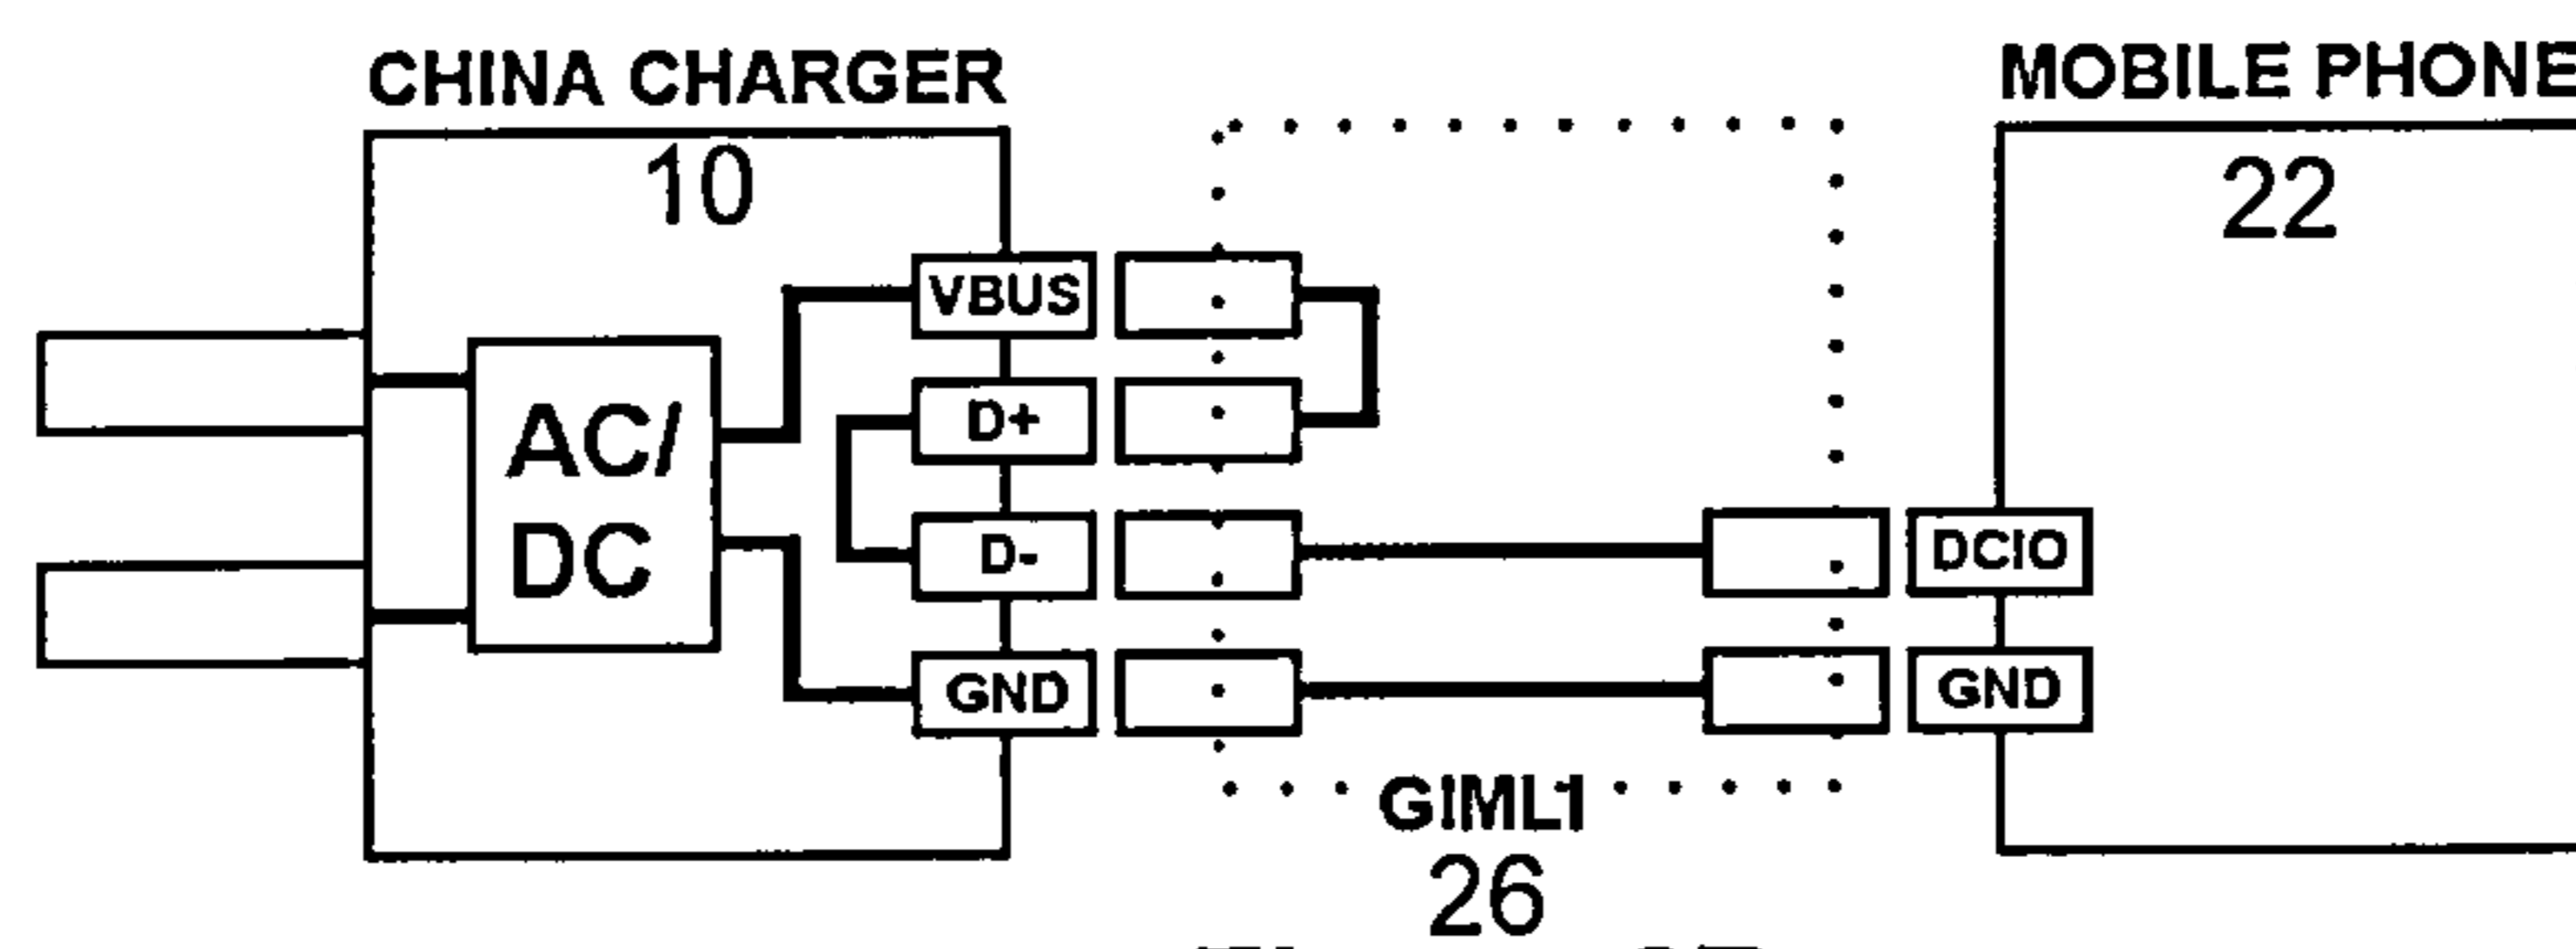 CHINA CHARGER
MOBILE PHONE
10
22
VBUS
D+
D-
GND
AC/
DC
DCIO
GND
GIML1
26